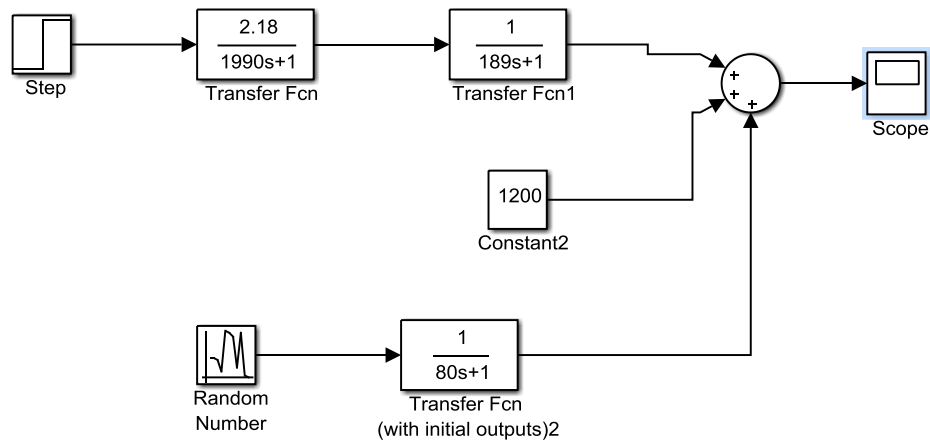 2.18
1990s+1
1
189s+1
Step
Transfer Fcn
Transfer Fcn1
+
+
+
Scope
1200
Constant2
1
80s+1
Random
Number
Transfer Fcn
(with initial outputs)2